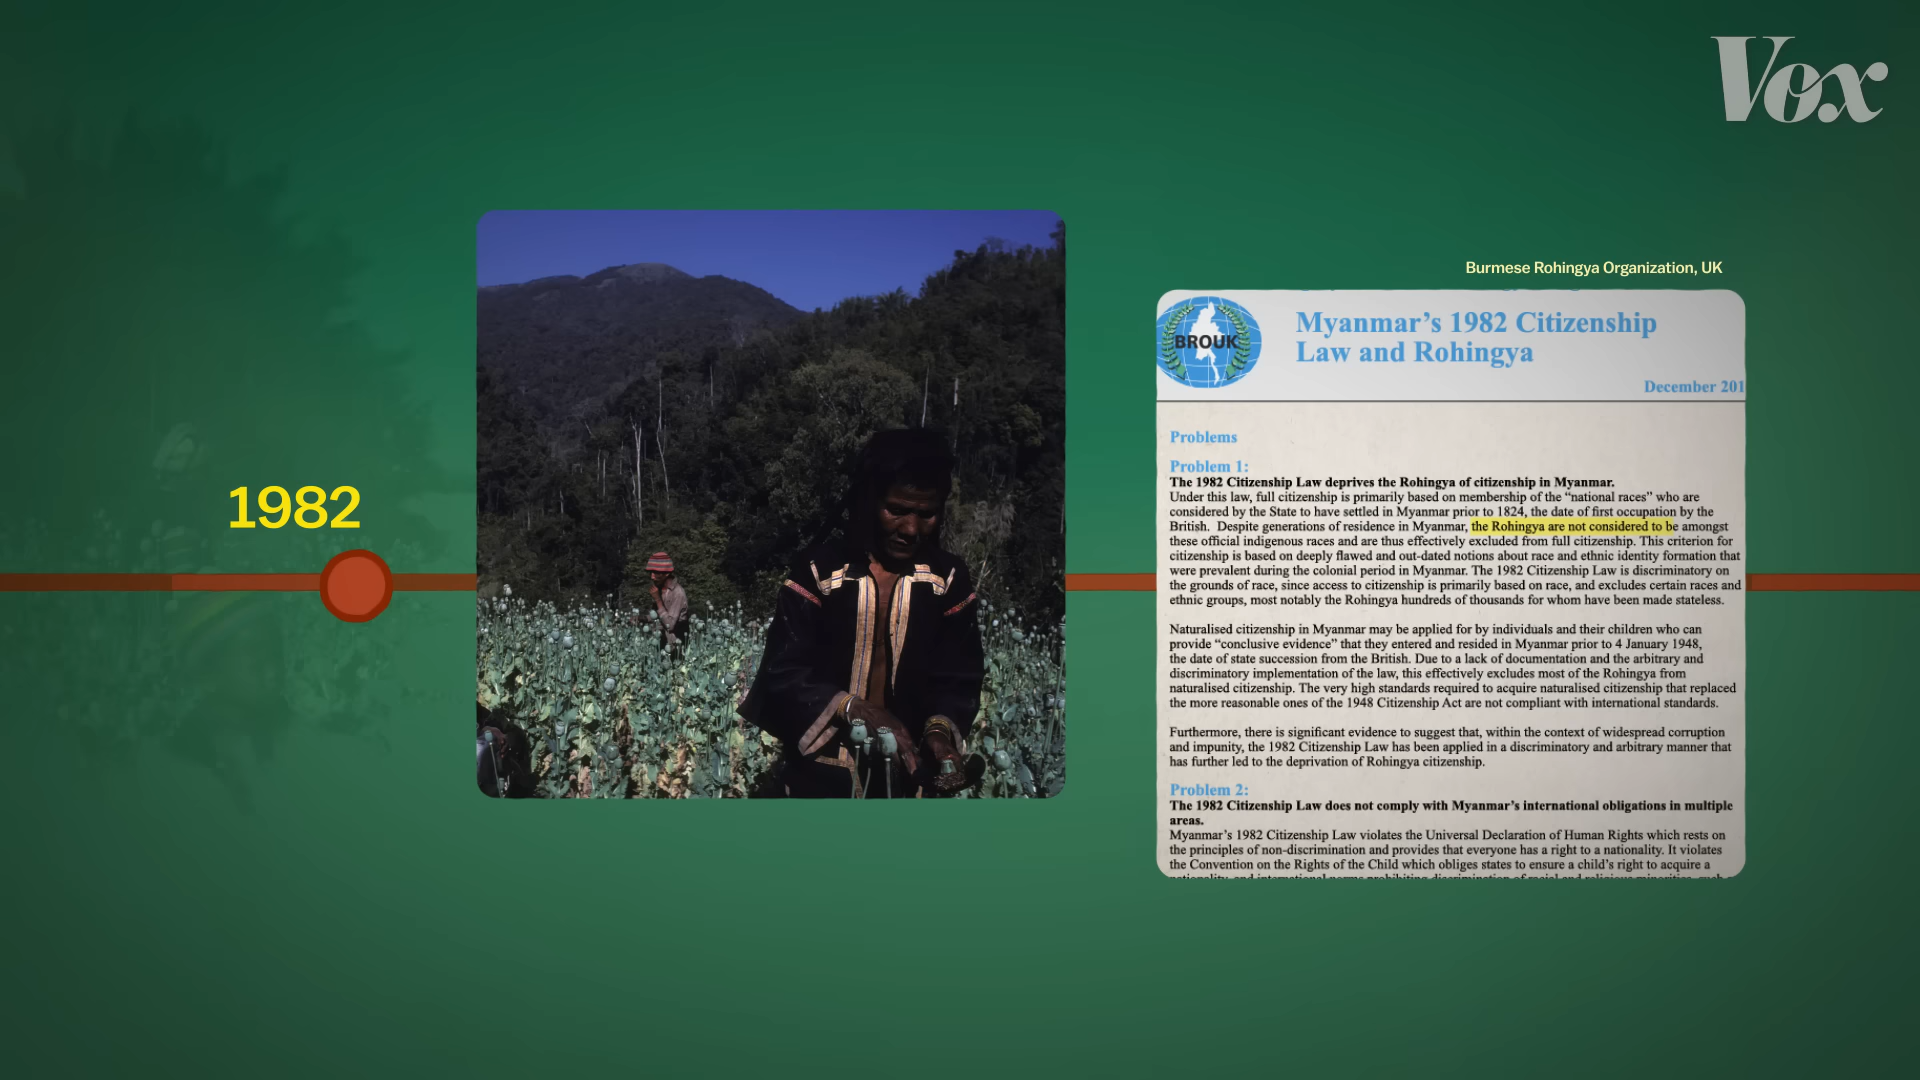 Vox
1982
Burmese Rohingya Organization, UK
BROUK
Myanmar's 1982 Citizenship
Law and Rohingya
December 201
Problems
Problem 1:
The 1982 Citizenship Law deprives the Rohingya of citizenship in Myanmar.
Under this law, full citizenship is primarily based on membership of the “national races” who are
considered by the State to have settled in Myanmar prior to 1824, the date of first occupation by the
British. Despite generations of residence in Myanmar, the Rohingya are not considered to be amongst
these official indigenous races and are thus effectively excluded from full citizenship. This criterion for
citizenship is based on deeply flawed and out-dated notions about race and ethnic identity formation that
were prevalent during the colonial period in Myanmar. The 1982 Citizenship Law is discriminatory on
the grounds of race, since access to citizenship is primarily based on race, and excludes certain races and
ethnic groups, most notably the Rohingya hundreds of thousands for whom have been made stateless.
Naturalised citizenship in Myanmar may be applied for by individuals and their children who can
provide “conclusive evidence” that they entered and resided in Myanmar prior to 4 January 1948,
the date of state succession from the British. Due to a lack of documentation and the arbitrary and
discriminatory implementation of the law, this effectively excludes most of the Rohingya from
naturalised citizenship. The very high standards required to acquire naturalised citizenship that replaced
the more reasonable ones of the 1948 Citizenship Act are not compliant with international standards.
Furthermore, there is significant evidence to suggest that, within the context of widespread corruption
and impunity, the 1982 Citizenship Law has been applied in a discriminatory and arbitrary manner that
has further led to the deprivation of Rohingya citizenship.
Problem 2:
The 1982 Citizenship Law does not comply with Myanmar's international obligations in multiple
areas.
Myanmar's 1982 Citizenship Law violates the Universal Declaration of Human Rights which rests on
the principles of non-discrimination and provides that everyone has a right to a nationality. It violates
the Convention on the Rights of the Child which obliges states to ensure a child's right to acquire a
nationality, and international norms prohibiting discrimination of racial and religious minorities, such